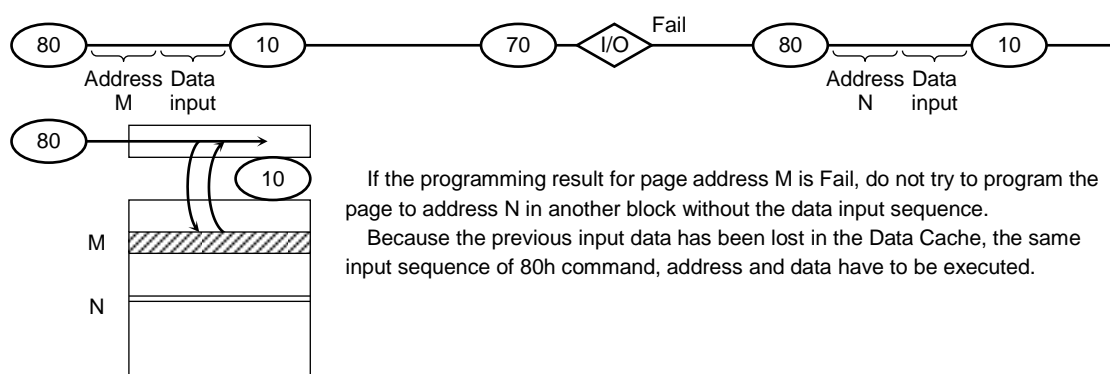 Fail
80 10 70 I/O 80 10
Address Data Address Data
M input N input
80
10
If the programming result for page address M is Fail, do not try to program the
page to address N in another block without the data input sequence.
M
Because the previous input data has been lost in the Data Cache, the same
input sequence of 80h command, address and data have to be executed.
N